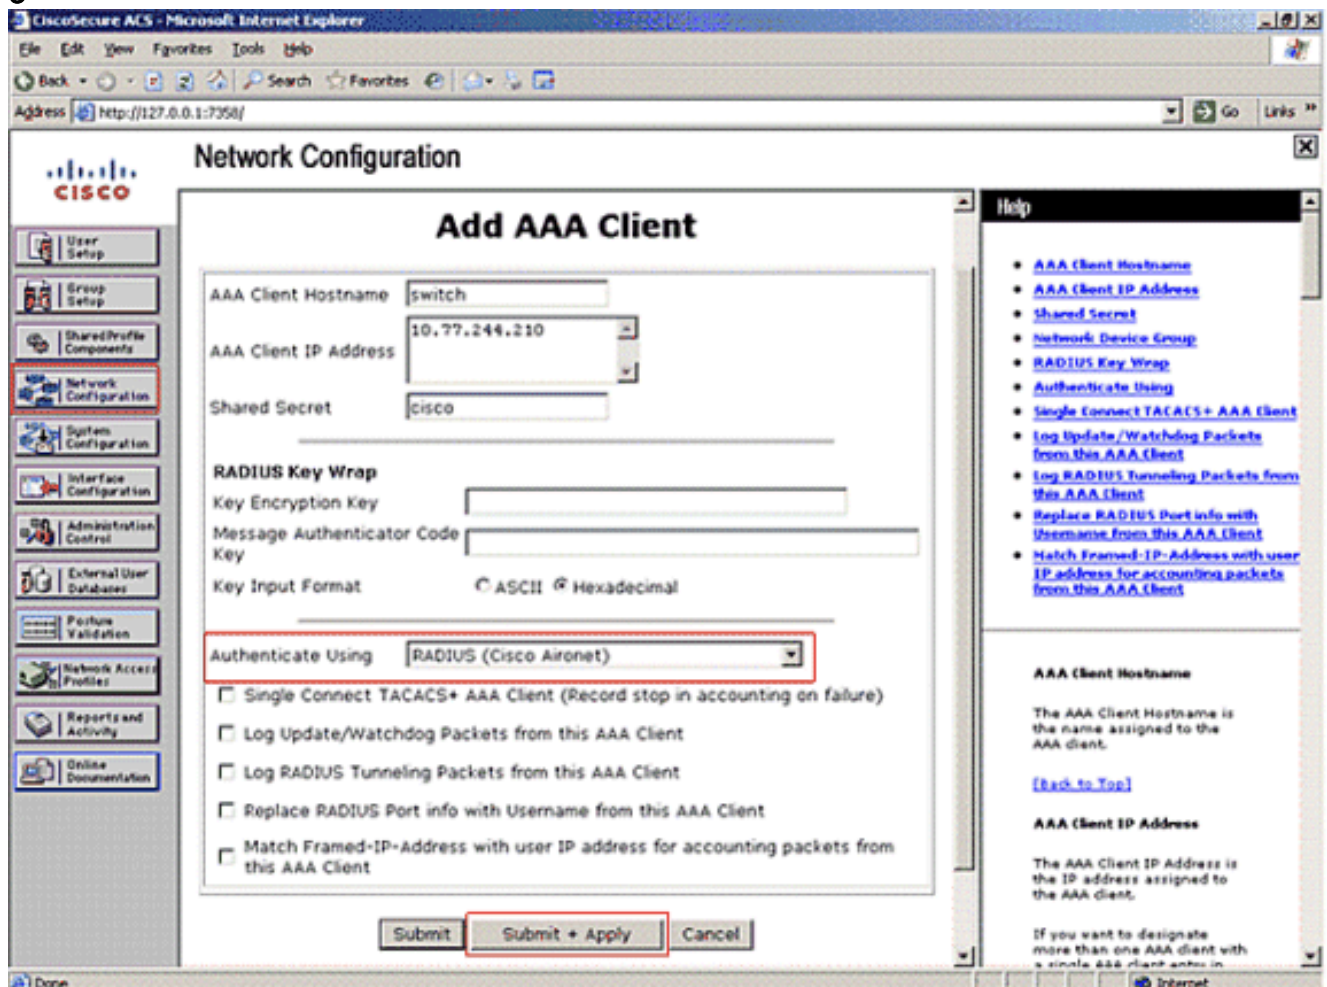 CiscoSecure ACS - Microsoft Internet Explorer
File Edit View Favorites Tools Help
Back Search Favorites
Address http://127.0.0.1:7358/ Go Links »
CISCO
Network Configuration
User Setup
Group Setup
Shared Profile Components
Network Configuration
System Configuration
Interface Configuration
Administration Control
External User Databases
Posture Validation
Network Access Profiles
Reports and Activity
Online Documentation
Add AAA Client
AAA Client Hostname switch
AAA Client IP Address 10.77.244.210
Shared Secret cisco
RADIUS Key Wrap
Key Encryption Key
Message Authenticator Code Key
Key Input Format ASCII Hexadecimal
Authenticate Using RADIUS (Cisco Aironet)
Single Connect TACACS+ AAA Client (Record stop in accounting on failure)
Log Update/Watchdog Packets from this AAA Client
Log RADIUS Tunneling Packets from this AAA Client
Replace RADIUS Port info with Username from this AAA Client
Match Framed-IP-Address with user IP address for accounting packets from
this AAA Client
Submit Submit + Apply Cancel
Help
AAA Client Hostname
AAA Client IP Address
Shared Secret
Network Device Group
RADIUS Key Wrap
Authenticate Using
Single Connect TACACS+ AAA Client
Log Update/Watchdog Packets
from this AAA Client
Log RADIUS Tunneling Packets from
this AAA Client
Replace RADIUS Port info with
Username from this AAA Client
Match Framed-IP-Address with user
IP address for accounting packets
from this AAA Client
AAA Client Hostname
The AAA Client Hostname is
the name assigned to the
AAA client.
[Back to Top]
AAA Client IP Address
The AAA Client IP Address is
the IP address assigned to
the AAA client.
If you want to designate
more than one AAA client with
a single AAA client entry in
Done
Internet